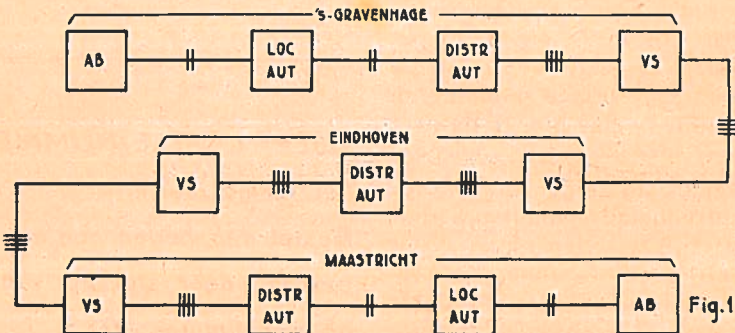 's-GRAVENHAGE
AB
LOC
AUT
DISTR
AUT
VS
EINDHOVEN
VS
DISTR
AUT
VS
MAASTRICHT
VS
DISTR
AUT
LOC
AUT
AB
Fig.1